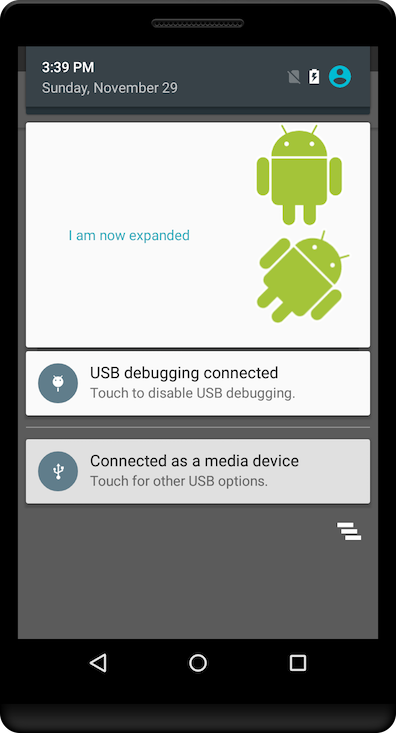 3:39 PM
Sunday, November 29
I am now expanded
USB debugging connected
Touch to disable USB debugging.
Connected as a media device
Touch for other USB options.